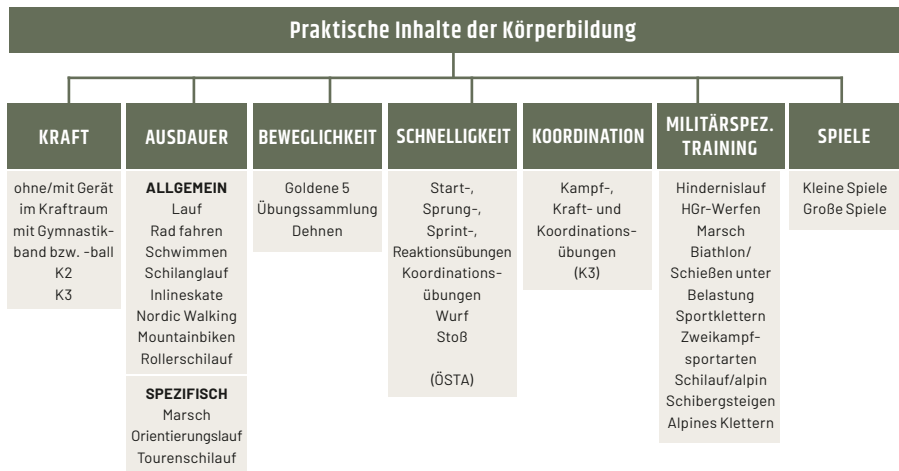 Praktische Inhalte der Körperbildung
KRAFT
ohne/mit Gerät
im Kraftraum
mit Gymnastik-
band bzw. -ball
K2
K3
AUSDAUER
ALLGEMEIN
Lauf
Rad fahren
Schwimmen
Schilanglauf
Inlineskate
Nordic Walking
Mountainbiken
Rollerschilauf
SPEZIFISCH
Marsch
Orientierungslauf
Tourenschilauf
BEWEGLICHKEIT
Goldene 5
Übungssammlung
Dehnen
SCHNELLIGKEIT
Start-,
Sprung-,
Sprint-,
Reaktionsübungen
Koordinations-
übungen
Wurf
Stoß
(ÖSTA)
KOORDINATION
Kampf-,
Kraft- und
Koordinations-
übungen
(K3)
MILITÄRSPEZ.
TRAINING
Hindernislauf
HGr-Werfen
Marsch
Biathlon/
Schießen unter
Belastung
Sportklettern
Zweikampf-
sportarten
Schilauf/alpin
Schibergsteigen
Alpines Klettern
SPIELE
Kleine Spiele
Große Spiele